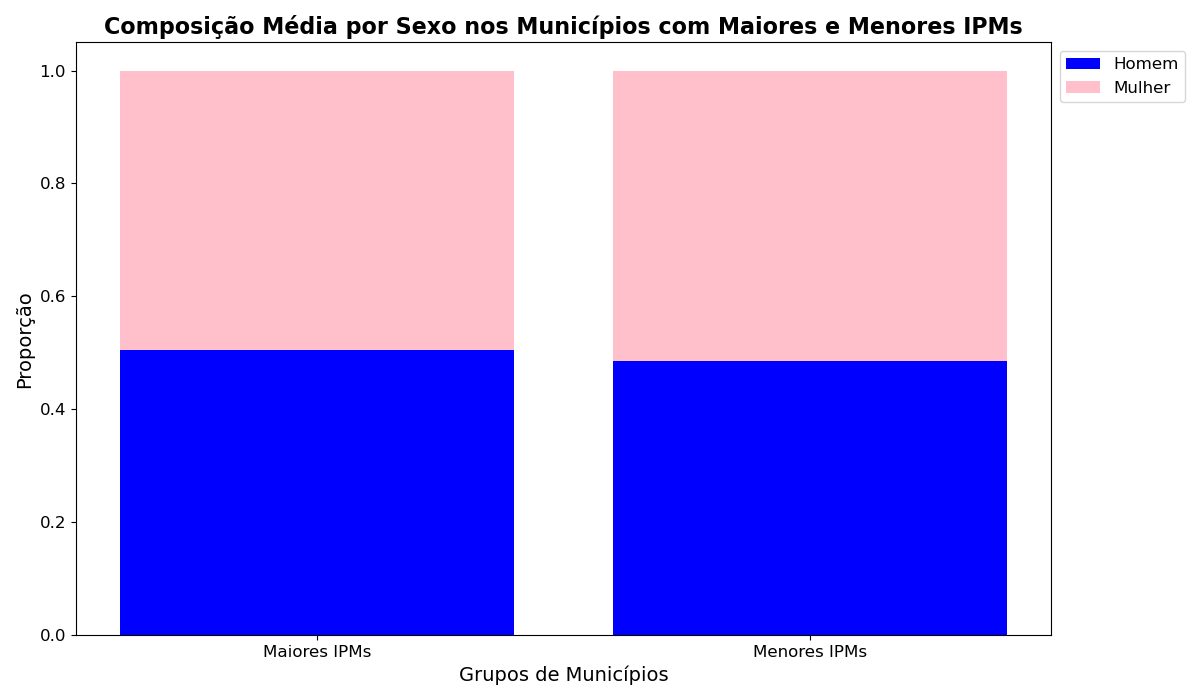 Composição Média por Sexo nos Municípios com Maiores e Menores IPMs
Homem
Mulher
Proporção
1.0
0.8
0.6
0.4
0.2
0.0
Maiores IPMs
Menores IPMs
Grupos de Municípios